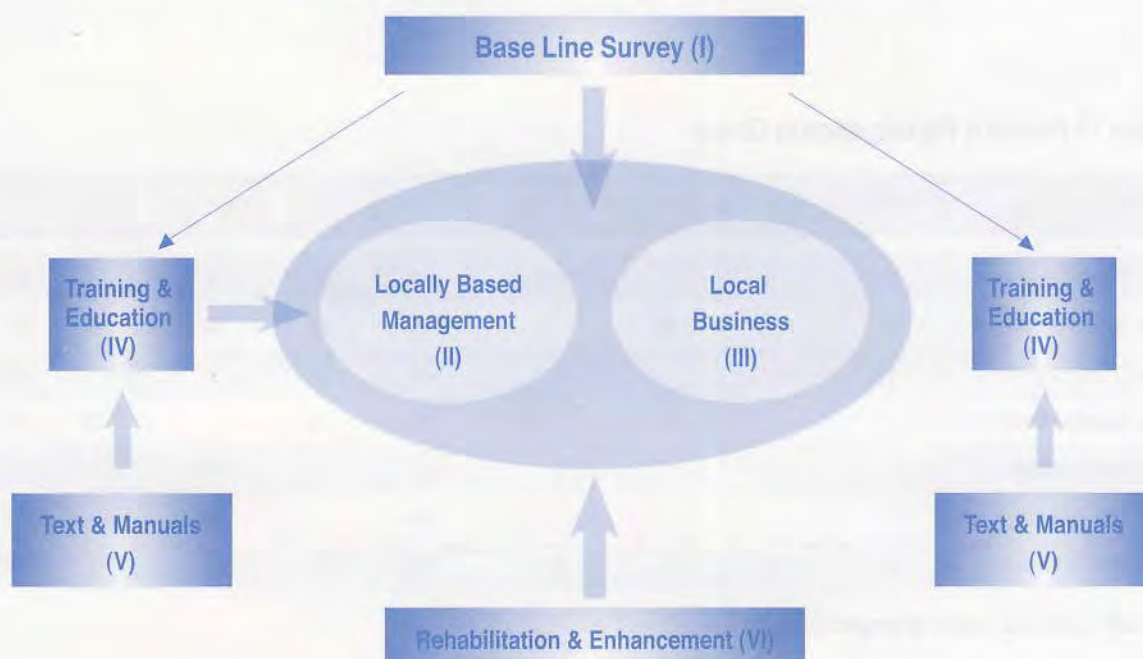 Base Line Survey (I)
Training &
Education
(IV)
Locally Based
Management
(II)
Local
Business
(III)
Training &
Education
(IV)
Text & Manuals
(V)
Text & Manuals
(V)
Rehabilitation & Enhancement (VI)